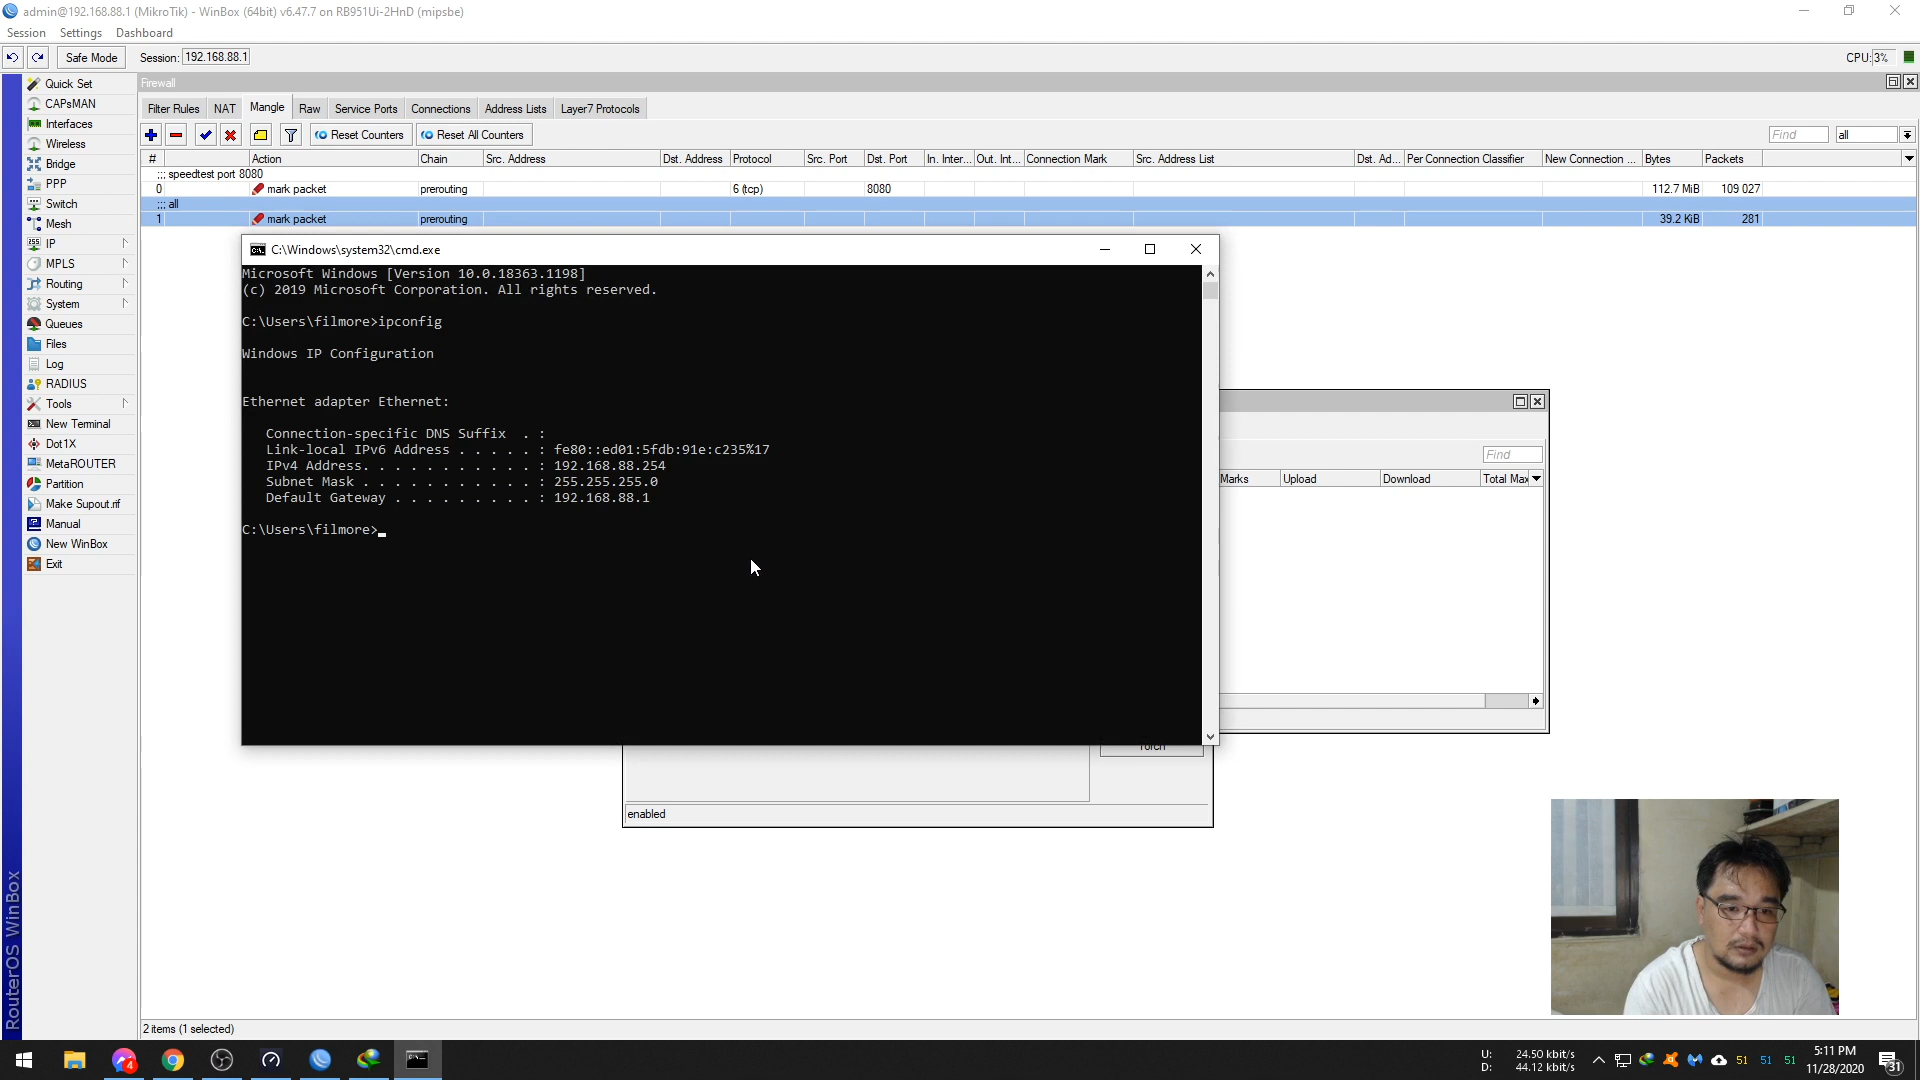 admin@192.168.88.1 (MikroTik) - WinBox (64bit) v6.47.7 on RB951Ui-2HnD (mipsbe)
Session Settings Dashboard
Safe Mode Session: 192.168.88.1 CPU: 3%
Quick Set
CAPsMAN
Interfaces
Wireless
Bridge
PPP
Switch
Mesh
IP
MPLS
Routing
System
Queues
Files
Log
RADIUS
Tools
New Terminal
Dot1X
MetaROUTER
Partition
Make Supout.rif
Manual
New WinBox
Exit
RouterOS WinBox
Firewall
Filter Rules NAT Mangle Raw Service Ports Connections Address Lists Layer7 Protocols
Reset Counters Reset All Counters Find all
# Action Chain Src. Address Dst. Address Protocol Src. Port Dst. Port In. Inter... Out. Int... Connection Mark Src. Address List Dst. Ad... Per Connection Classifier New Connection ... Bytes Packets
::: speedtest port 8080
0 mark packet prerouting 6 (tcp) 8080 112.7 MiB 109 027
::: all
1 mark packet prerouting 39.2 KiB 281
C:\Windows\system32\cmd.exe
Microsoft Windows [Version 10.0.18363.1198]
(c) 2019 Microsoft Corporation. All rights reserved.
C:\Users\filmore>ipconfig
Windows IP Configuration
Ethernet adapter Ethernet:
Connection-specific DNS Suffix . :
Link-local IPv6 Address . . . . . : fe80::ed01:5fdb:91e:c235%17
IPv4 Address. . . . . . . . . . . : 192.168.88.254
Subnet Mask . . . . . . . . . . . : 255.255.255.0
Default Gateway . . . . . . . . . : 192.168.88.1
C:\Users\filmore>
Find
Marks Upload Download Total Max
Torch
enabled
2 items (1 selected)
4
U: 24.50 kbit/s
D: 44.12 kbit/s
51 51 51
5:11 PM
11/28/2020
31